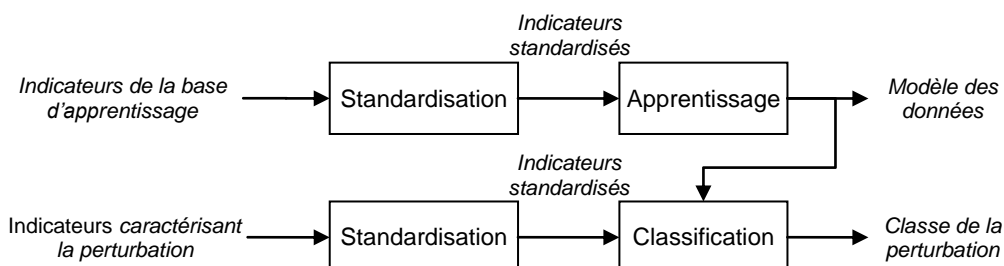 Indicateurs
standardisés
Indicateurs de la base
d'apprentissage
Standardisation
Apprentissage
Modèle des
données
Indicateurs
standardisés
Indicateurs caractérisant
la perturbation
Standardisation
Classification
Classe de la
perturbation